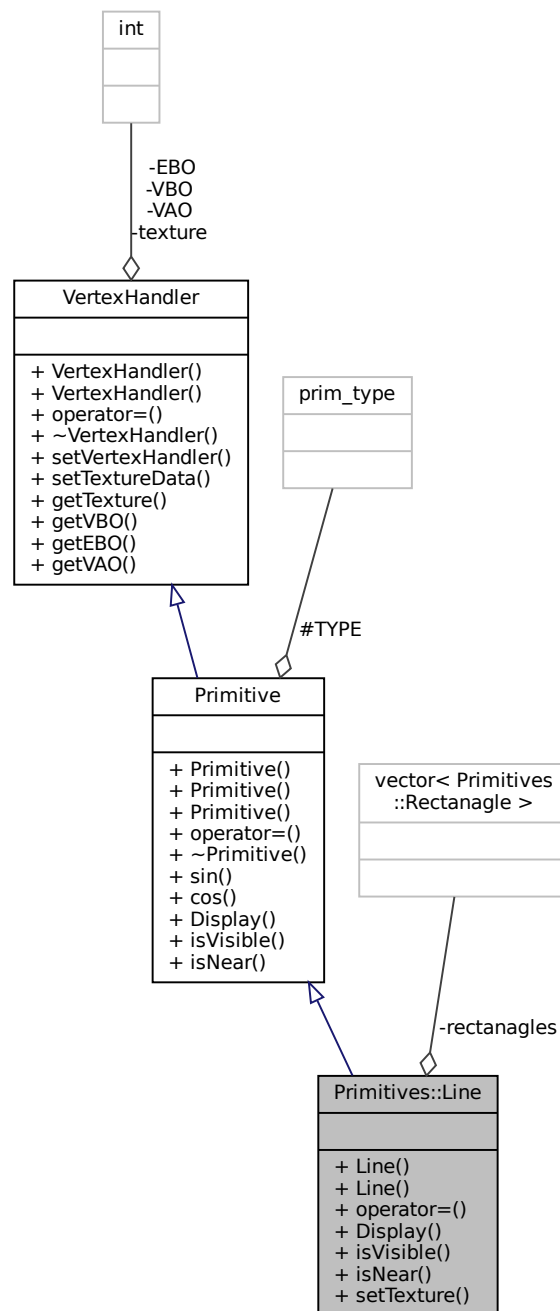 int
-EBO
-VBO
-VAO
-texture
VertexHandler
+ VertexHandler()
+ VertexHandler()
+ operator=()
+ ~VertexHandler()
+ setVertexHandler()
+ setTextureData()
+ getTexture()
+ getVBO()
+ getEBO()
+ getVAO()
prim_type
#TYPE
Primitive
+ Primitive()
+ Primitive()
+ Primitive()
+ operator=()
+ ~Primitive()
+ sin()
+ cos()
+ Display()
+ isVisible()
+ isNear()
vector< Primitives
::Rectanagle >
-rectanagles
Primitives::Line
+ Line()
+ Line()
+ operator=()
+ Display()
+ isVisible()
+ isNear()
+ setTexture()